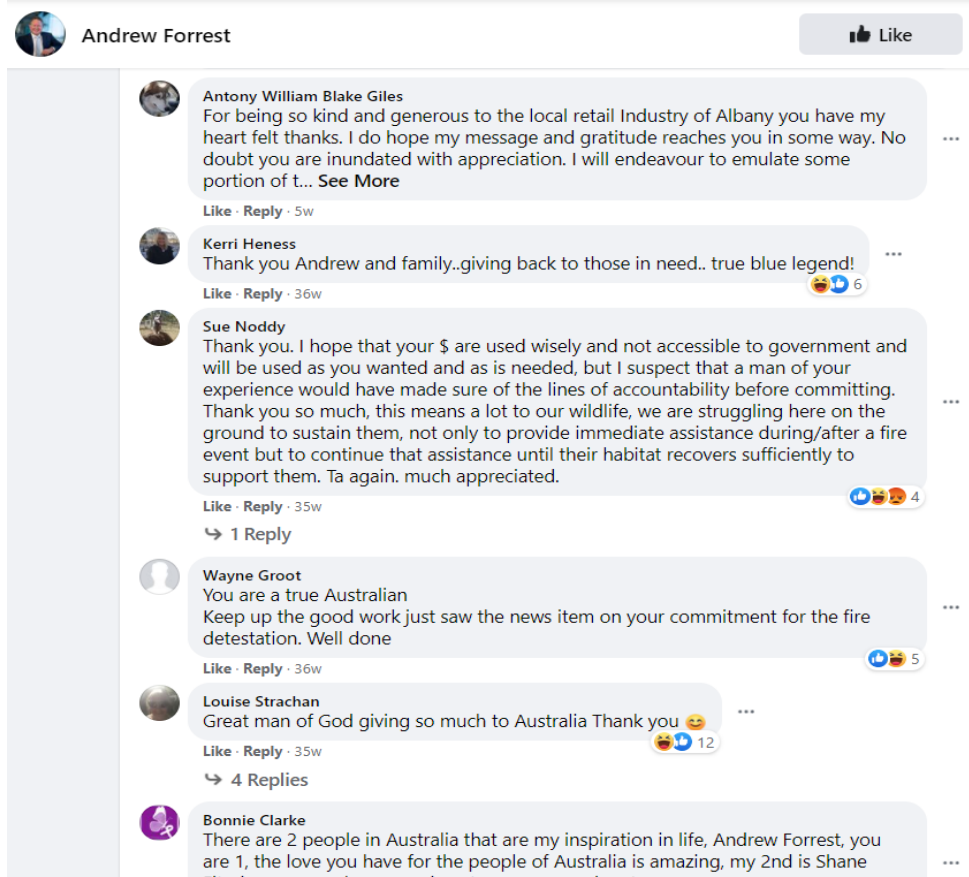 Andrew Forrest
Like
Antony William Blake Giles
For being so kind and generous to the local retail Industry of Albany you have my
heart felt thanks. I do hope my message and gratitude reaches you in some way. No
doubt you are inundated with appreciation. I will endeavour to emulate some
portion of t... See More
Like · Reply · 5w
Kerri Heness
Thank you Andrew and family..giving back to those in need.. true blue legend!
6
Like · Reply · 36w
Sue Noddy
Thank you. I hope that your $ are used wisely and not accessible to government and
will be used as you wanted and as is needed, but I suspect that a man of your
experience would have made sure of the lines of accountability before committing.
Thank you so much, this means a lot to our wildlife, we are struggling here on the
ground to sustain them, not only to provide immediate assistance during/after a fire
event but to continue that assistance until their habitat recovers sufficiently to
support them. Ta again. much appreciated.
4
Like · Reply · 35w
1 Reply
Wayne Groot
You are a true Australian
Keep up the good work just saw the news item on your commitment for the fire
detestation. Well done
5
Like · Reply · 36w
Louise Strachan
Great man of God giving so much to Australia Thank you 😊
12
Like · Reply · 35w
4 Replies
Bonnie Clarke
There are 2 people in Australia that are my inspiration in life, Andrew Forrest, you
are 1, the love you have for the people of Australia is amazing, my 2nd is Shane